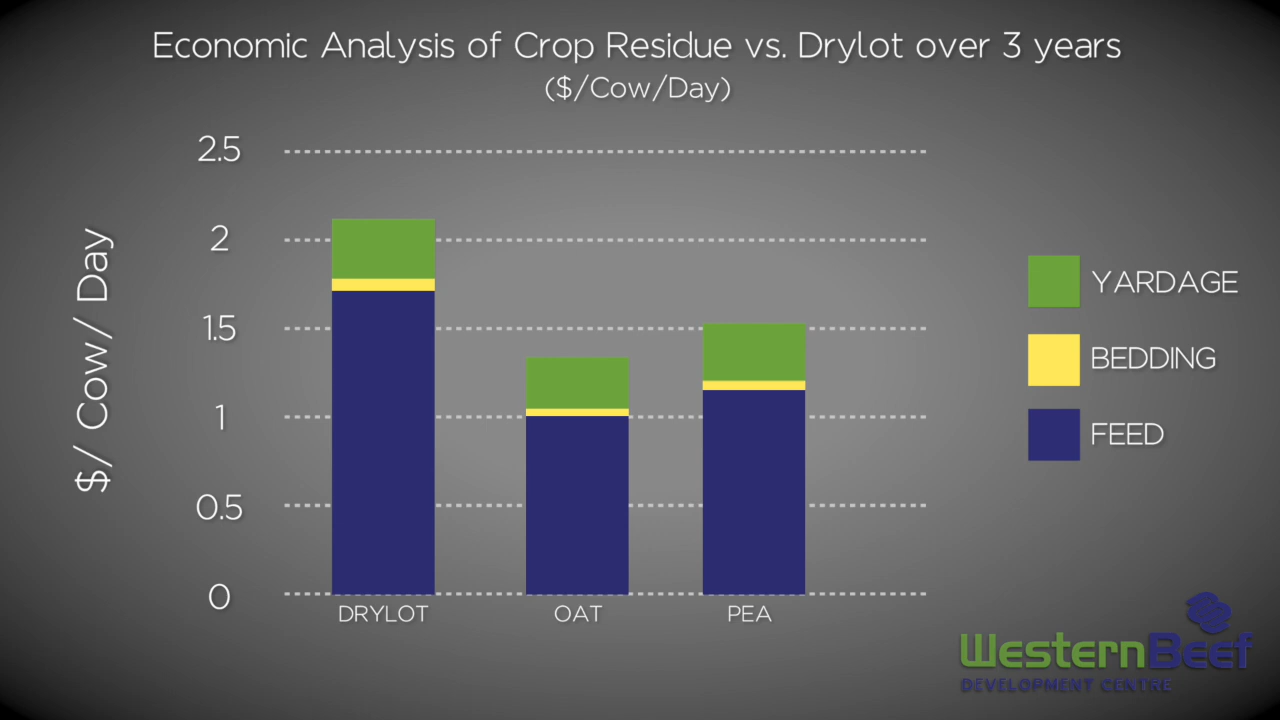 Economic Analysis of Crop Residue vs. Drylot over 3 years
($/Cow/Day)
$/ Cow/ Day
2.5
2
1.5
1
0.5
0
DRYLOT
OAT
PEA
YARDAGE
BEDDING
FEED
WesternBeef
DEVELOPMENT CENTRE